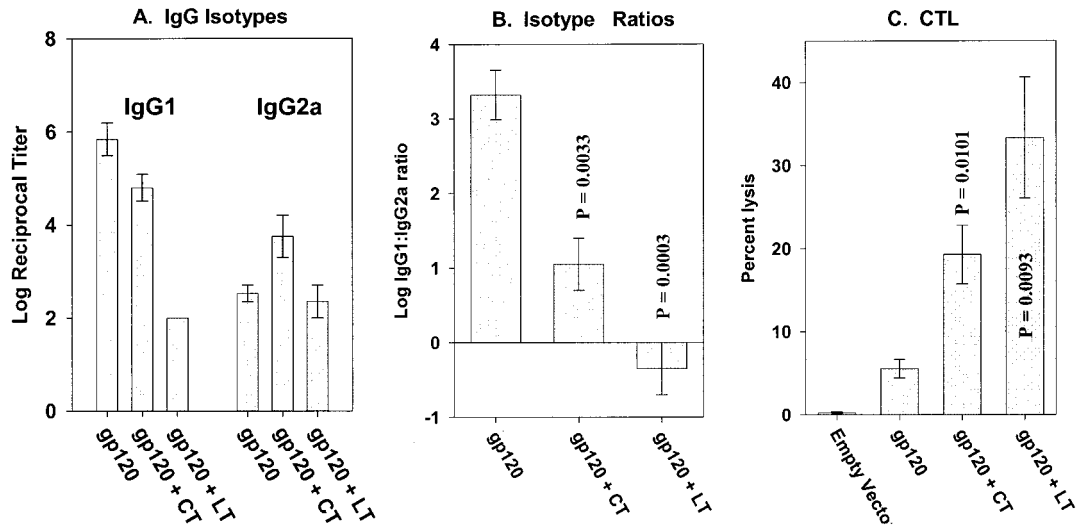 A. IgG Isotypes
8
6
4
2
0
Log Reciprocal Titer
IgG1
IgG2a
gp120
gp120 + CT
gp120 + LT
gp120
gp120 + CT
gp120 + LT
B. Isotype Ratios
4
3
2
1
0
-1
Log IgG1:IgG2a ratio
P = 0.0033
P = 0.0003
gp120
gp120 + CT
gp120 + LT
C. CTL
40
30
20
10
0
Percent lysis
P = 0.0101
P = 0.0093
Empty Vector
gp120
gp120 + CT
gp120 + LT